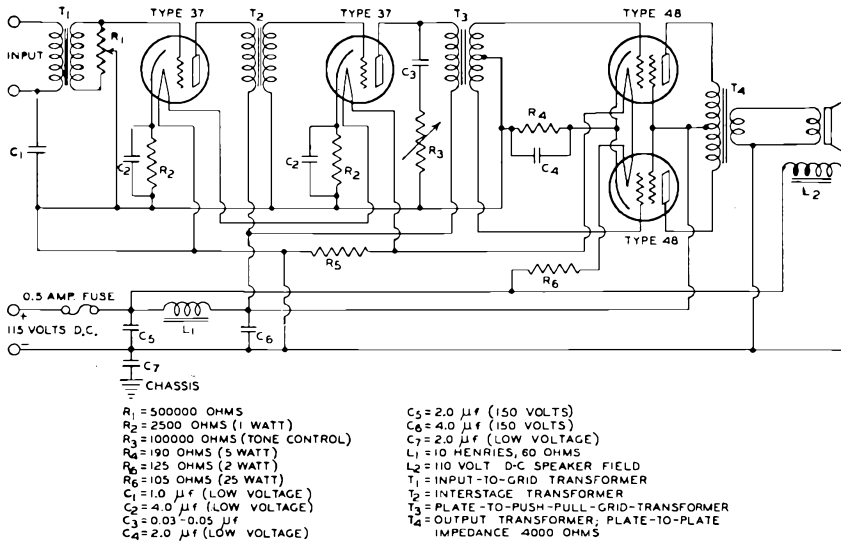 T1
TYPE 37
T2
TYPE 37
T3
TYPE 48
R1
INPUT
C3
T4
R4
C1
C2
R2
C2
R2
R3
C4
L2
TYPE 48
R5
R6
0.5 AMP. FUSE
+
115 VOLTS D.C.
L1
C5
C6
−
C7
CHASSIS
R1 = 500000 OHMS
R2 = 2500 OHMS (1 WATT)
R3 = 100000 OHMS (TONE CONTROL)
R4 = 190 OHMS (5 WATT)
R6 = 125 OHMS (2 WATT)
R6 = 105 OHMS (25 WATT)
C1 = 1.0 μf (LOW VOLTAGE)
C2 = 4.0 μf (LOW VOLTAGE)
C3 = 0.03-0.05 μf
C4 = 2.0 μf (LOW VOLTAGE)
C5 = 2.0 μf (150 VOLTS)
C6 = 4.0 μf (150 VOLTS)
C7 = 2.0 μf (LOW VOLTAGE)
L1 = 10 HENRIES, 60 OHMS
L2 = 110 VOLT D-C SPEAKER FIELD
T1 = INPUT-TO-GRID TRANSFORMER
T2 = INTERSTAGE TRANSFORMER
T3 = PLATE-TO-PUSH-PULL-GRID-TRANSFORMER
T4 = OUTPUT TRANSFORMER; PLATE-TO-PLATE
IMPEDANCE 4000 OHMS